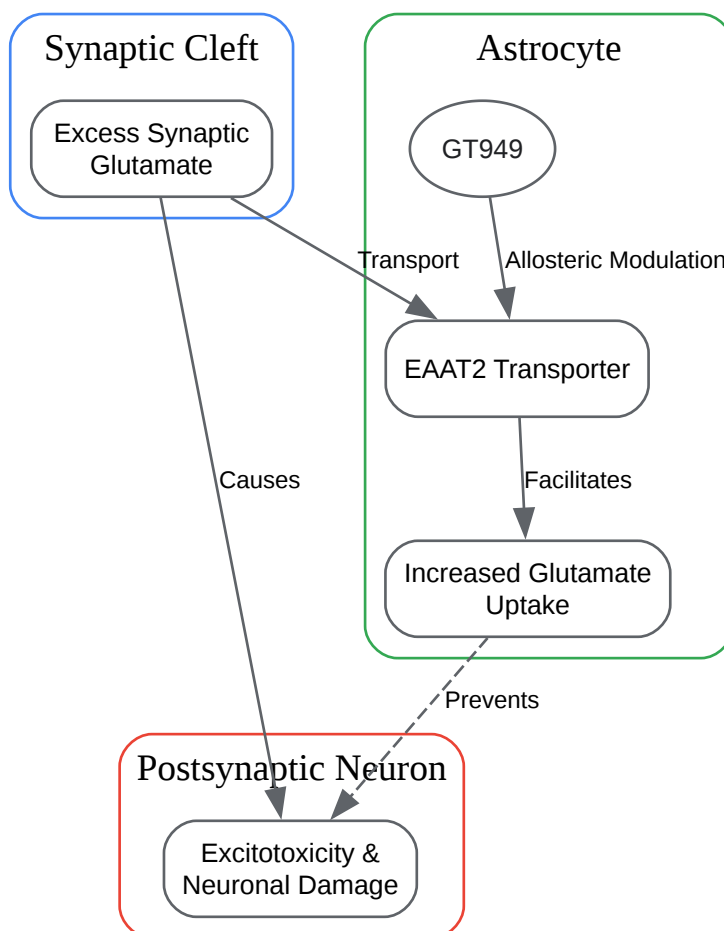 Synaptic Cleft
Astrocyte
Excess Synaptic
Glutamate
GT949
Transport
Allosteric Modulation
EAAT2 Transporter
Causes
Facilitates
Increased Glutamate
Uptake
Prevents
Postsynaptic Neuron
Excitotoxicity &
Neuronal Damage